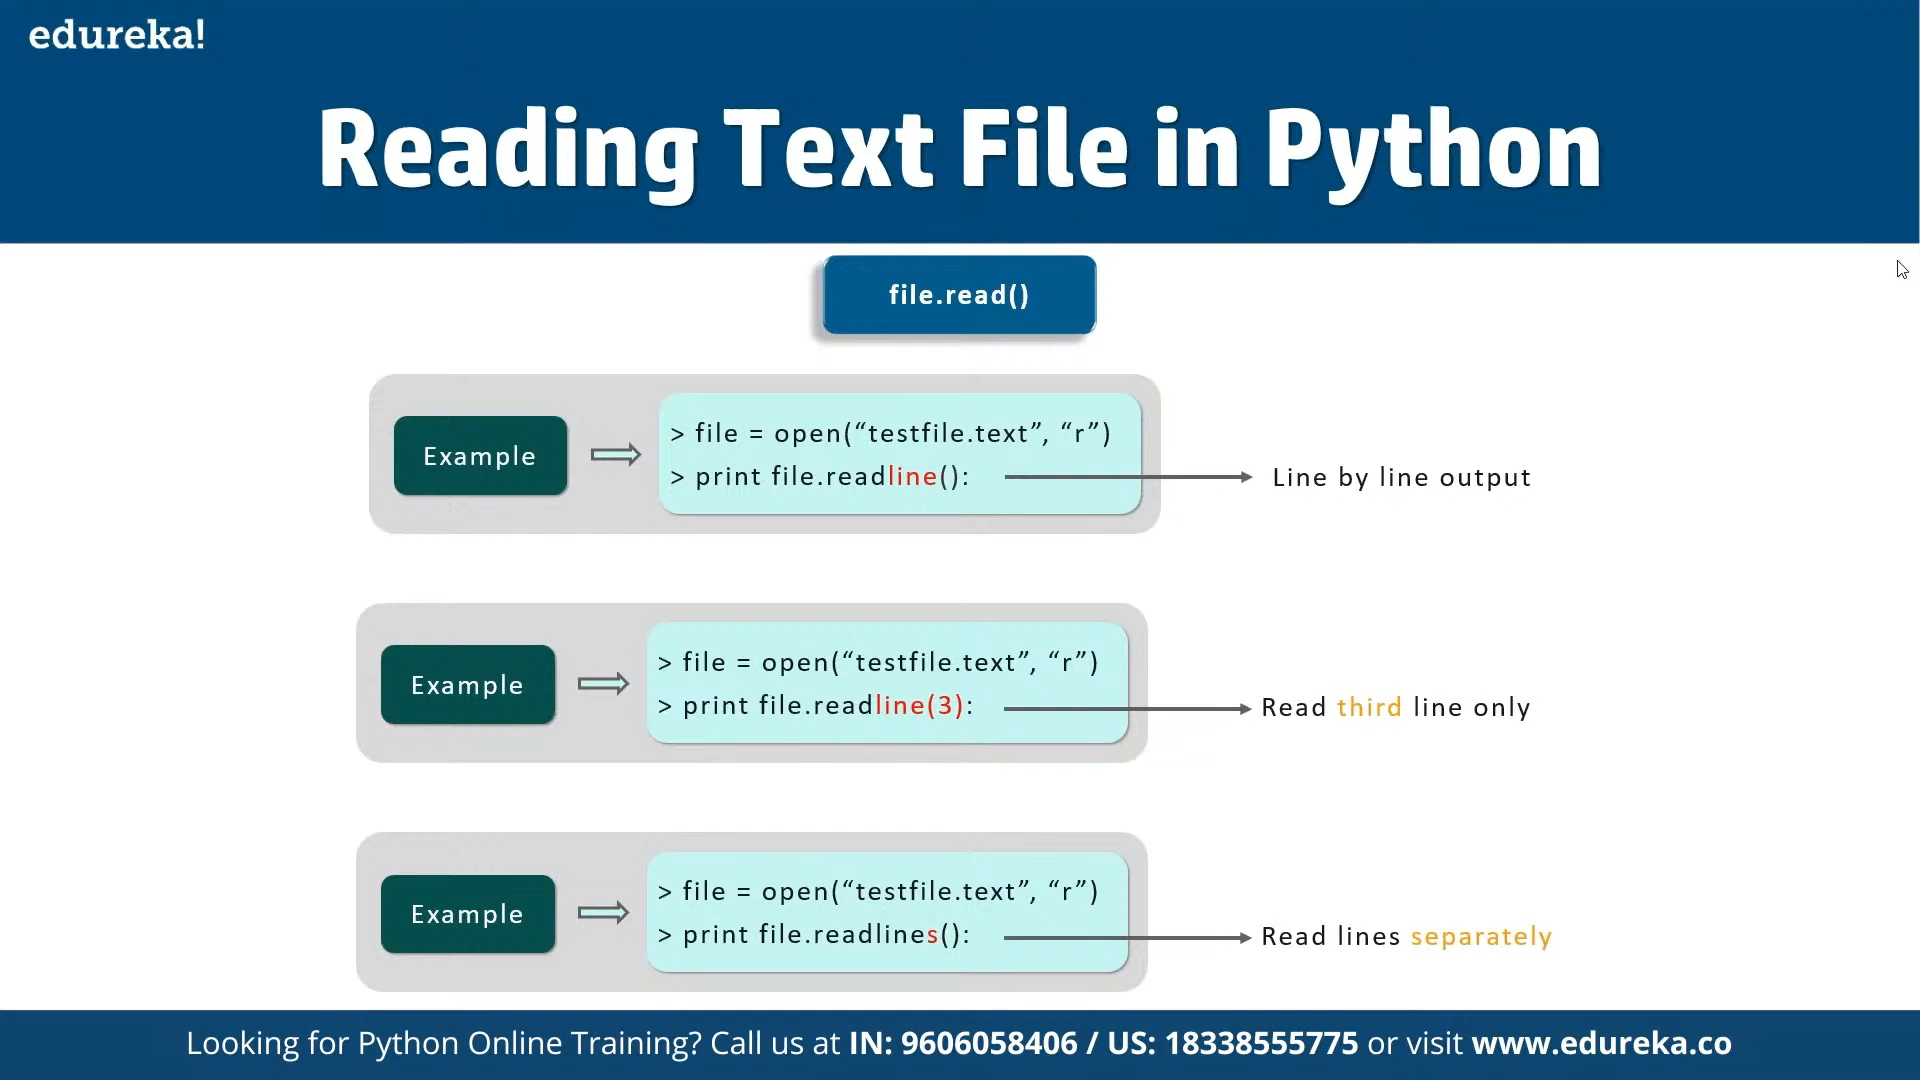 edureka!
Reading Text File in Python
file.read()
Example
> file = open(“testfile.text”, “r”)
> print file.readline():
Line by line output
Example
> file = open(“testfile.text”, “r”)
> print file.readline(3):
Read third line only
Example
> file = open(“testfile.text”, “r”)
> print file.readlines():
Read lines separately
Looking for Python Online Training? Call us at IN: 9606058406 / US: 18338555775 or visit www.edureka.co